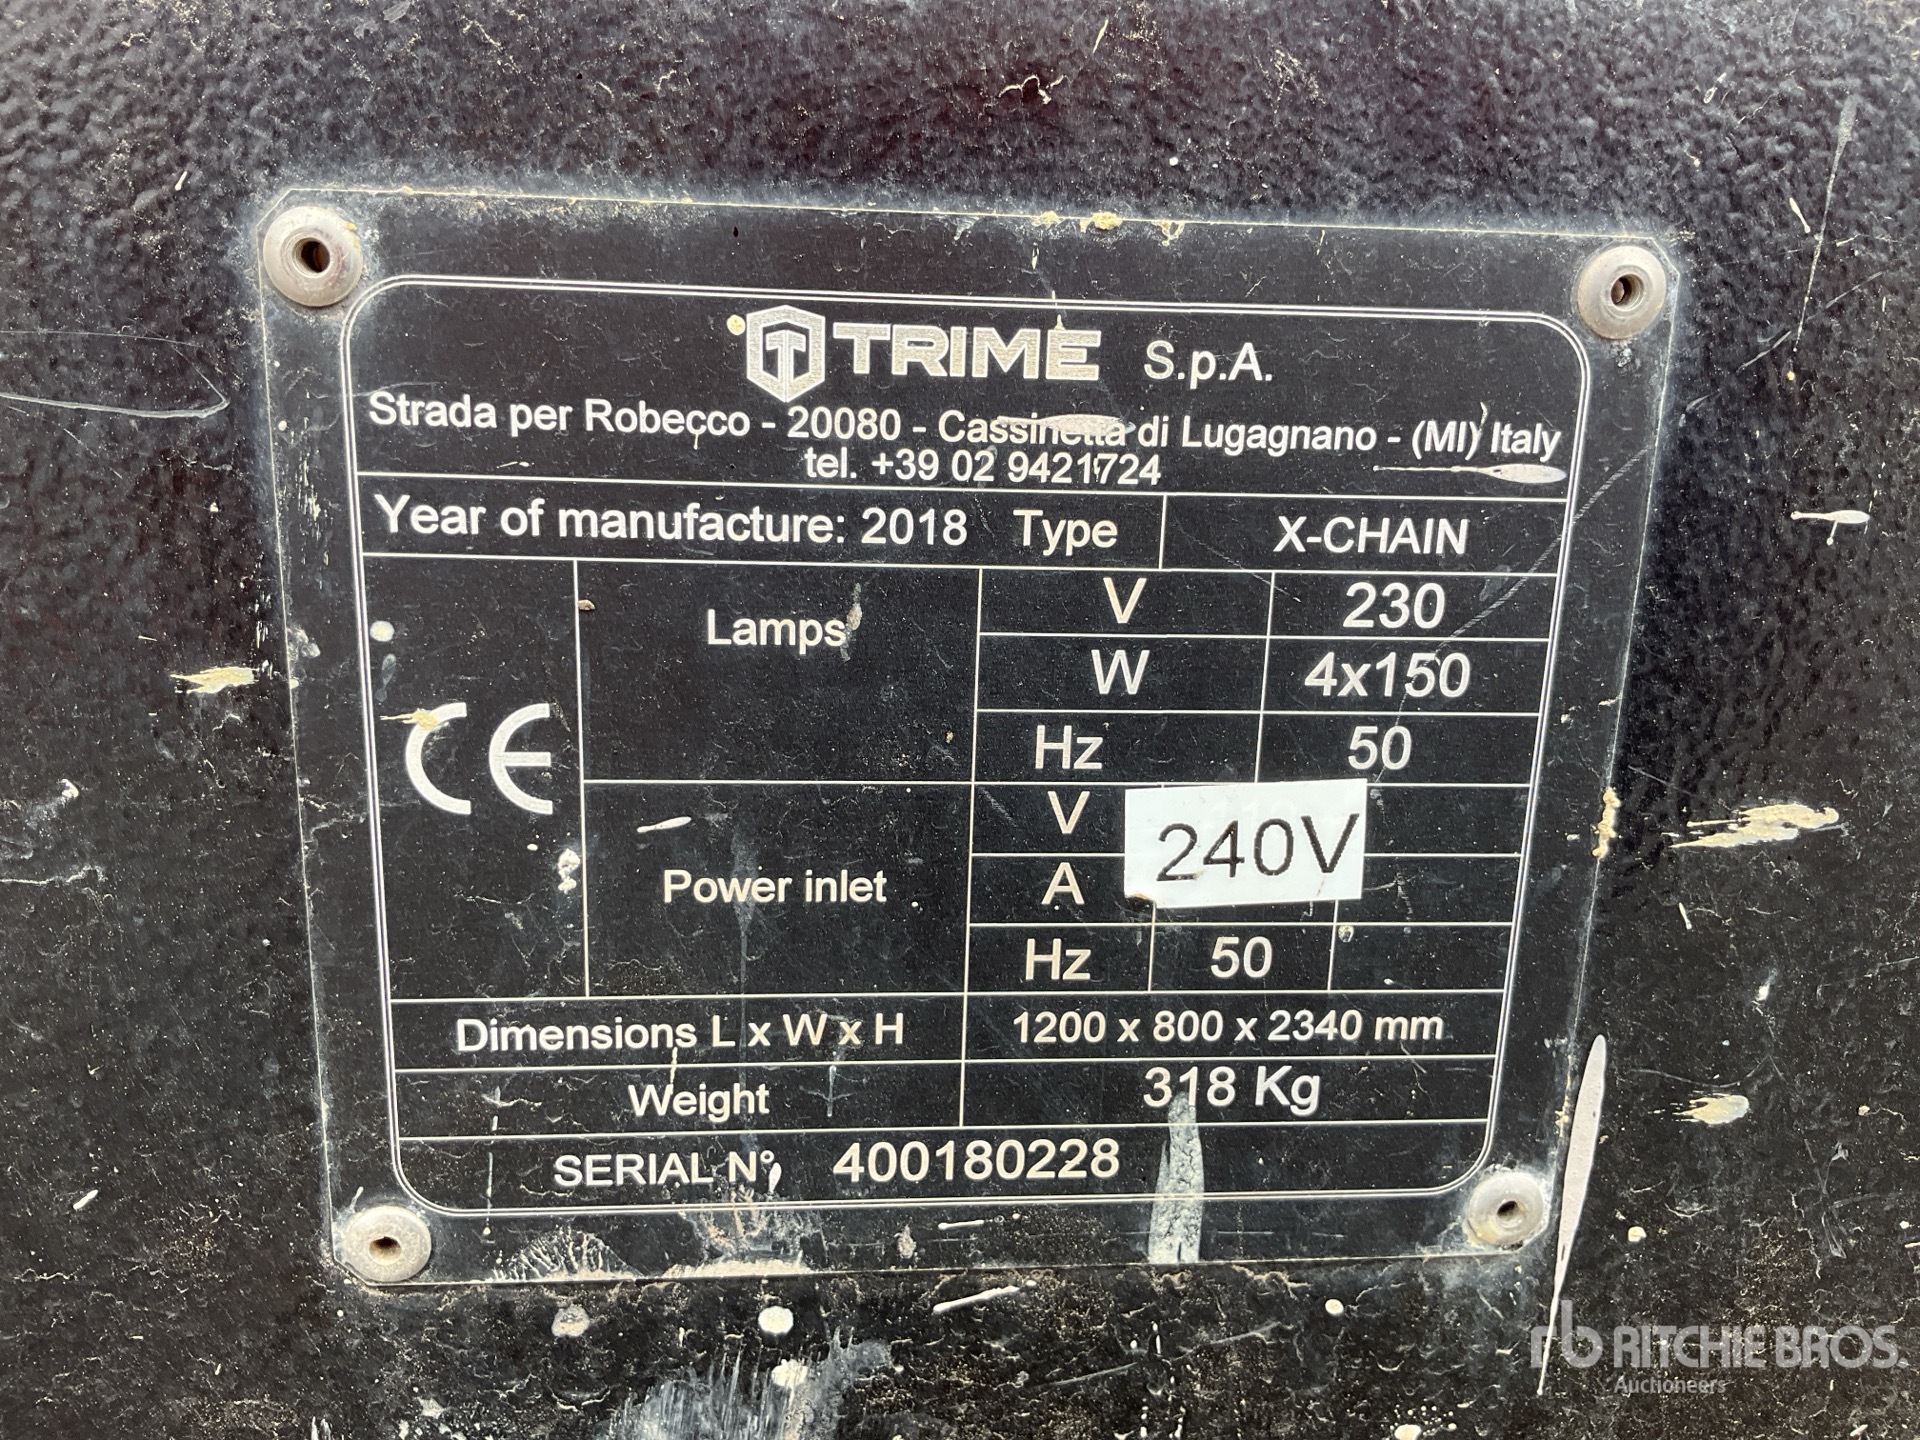 TRIME S.p.A.
Strada per Robecco - 20080 - Cassinetta di Lugagnano - (MI) Italy
tel. +39 02 9421724
Year of manufacture: 2018 Type X-CHAIN
Lamps V 230
W 4x150
Hz 50
CE
Power inlet V 240V
A
Hz 50
Dimensions L x W x H 1200 x 800 x 2340 mm
Weight 318 Kg
SERIAL N° 400180228
rb RITCHIE BROS.
Auctioneers